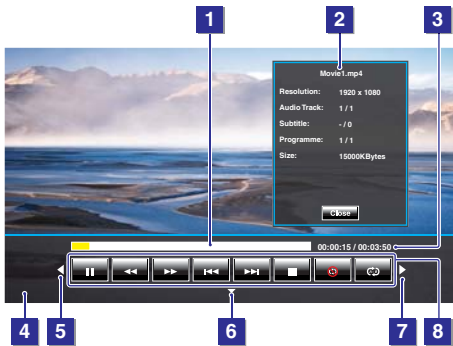 1
2
3
Movie1.mp4
Resolution: 1920 x 1080
Audio Track: 1 / 1
Subtitle: - / 0
Programme: 1 / 1
Size: 15000KBytes
Close
00:00:15 / 00:03:50
4
5
6
7
8